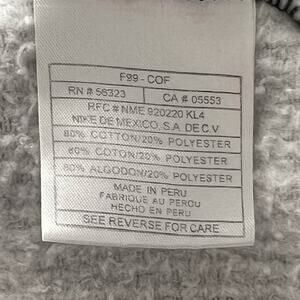 F99 - COF
RN # 56323 CA # 05553
RFC # NME 920220 KL4
NIKE DE MEXICO, S.A. DE C.V
80% COTTON/20% POLYESTER
80% COTON/20% POLYESTER
80% ALGODON/20% POLYESTER
MADE IN PERU
FABRIQUE AU PEROU
HECHO EN PERU
SEE REVERSE FOR CARE